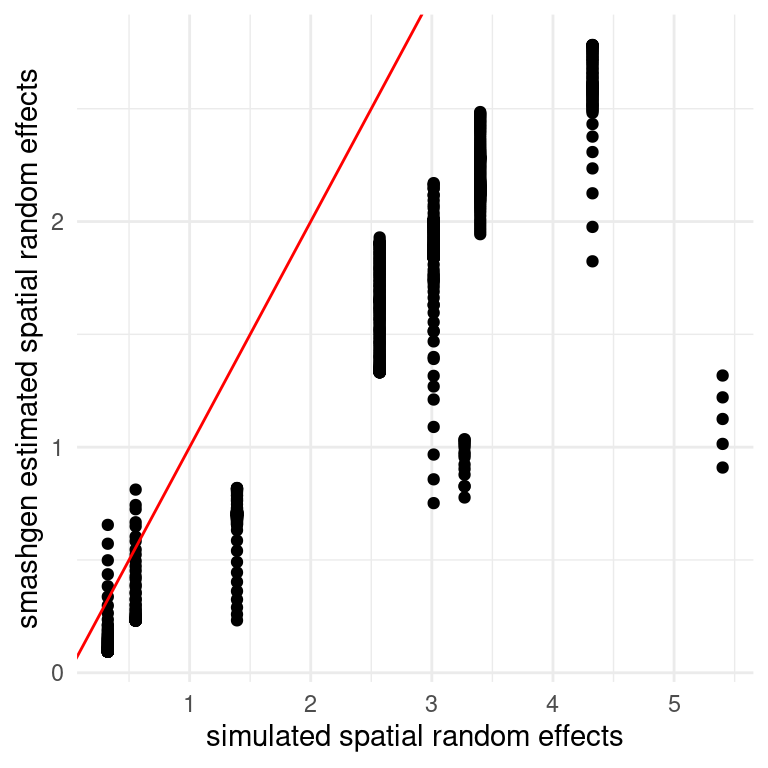 smashgen estimated spatial random effects
2
1
0
1 2 3 4 5
simulated spatial random effects